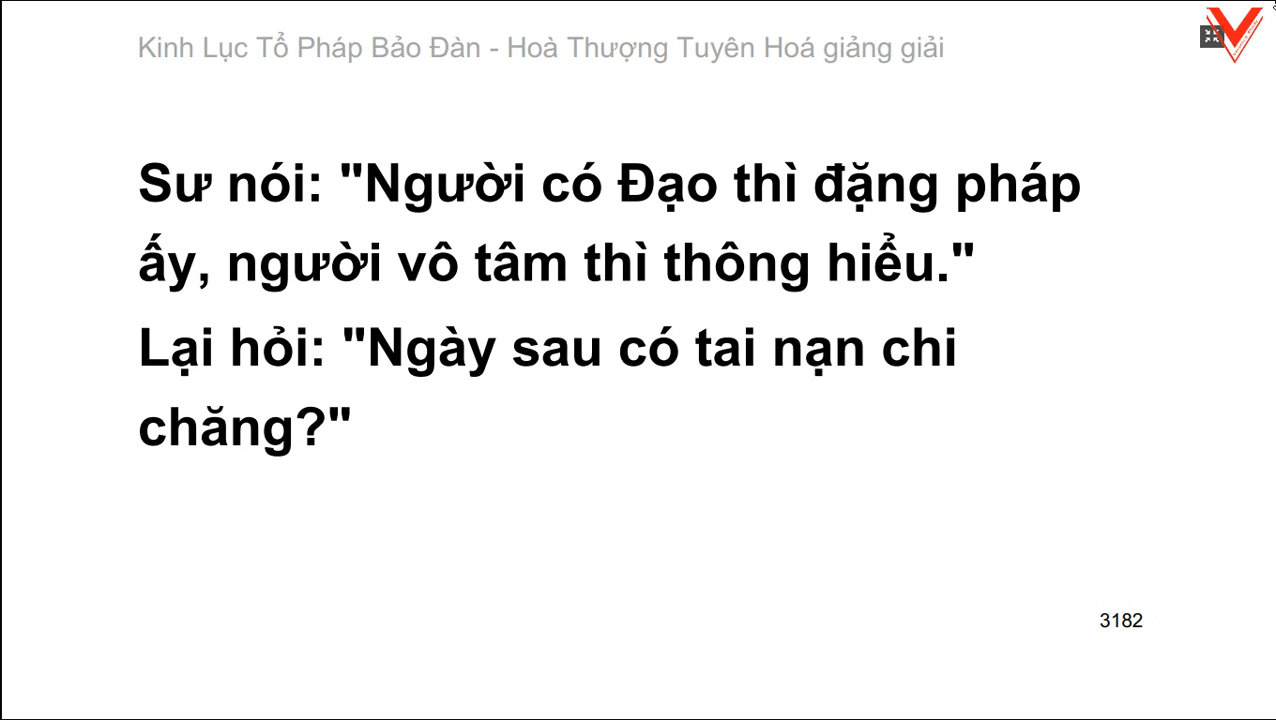 Kinh Lục Tổ Pháp Bảo Đàn - Hoà Thượng Tuyên Hoá giảng giải
Sư nói: "Người có Đạo thì đặng pháp
ấy, người vô tâm thì thông hiểu."
Lại hỏi: "Ngày sau có tai nạn chi
chăng?"
3182